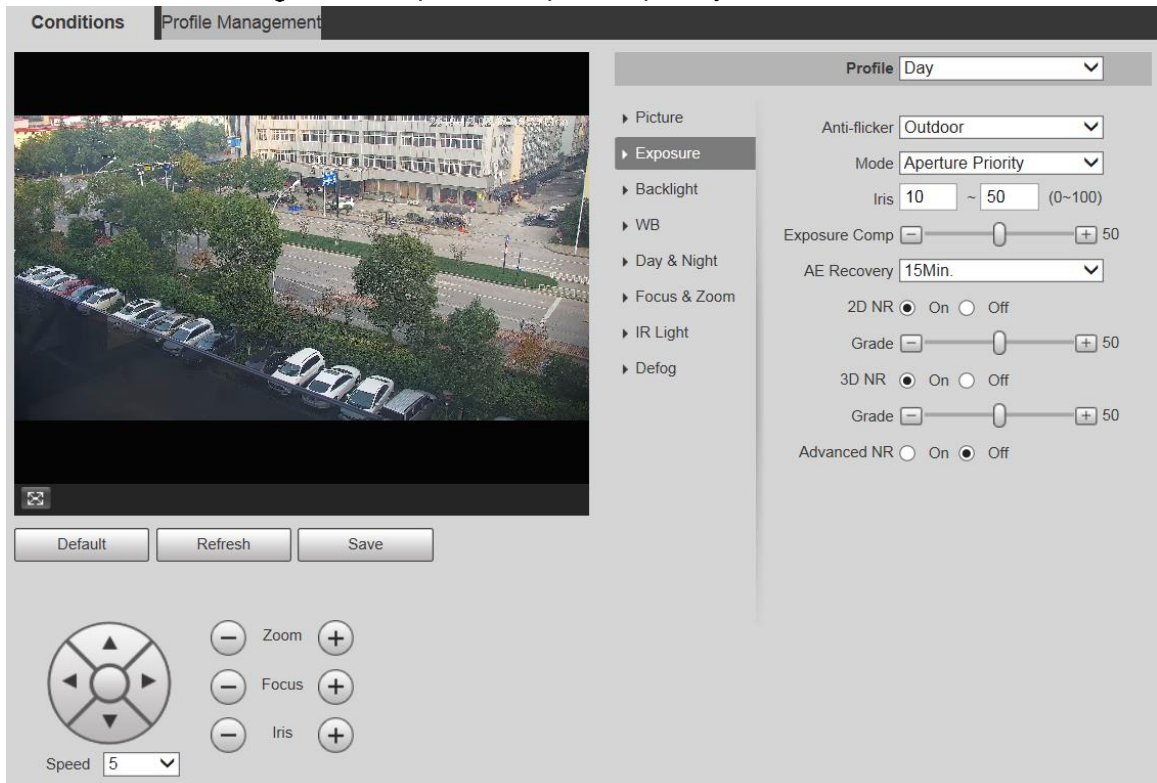 Conditions Profile Management
Profile Day
Picture
Exposure
Backlight
WB
Day & Night
Focus & Zoom
IR Light
Defog
Anti-flicker Outdoor
Mode Aperture Priority
Iris 10 ~ 50 (0~100)
Exposure Comp 50
AE Recovery 15Min.
2D NR On Off
Grade 50
3D NR On Off
Grade 50
Advanced NR On Off
Default Refresh Save
Zoom
Focus
Iris
Speed 5